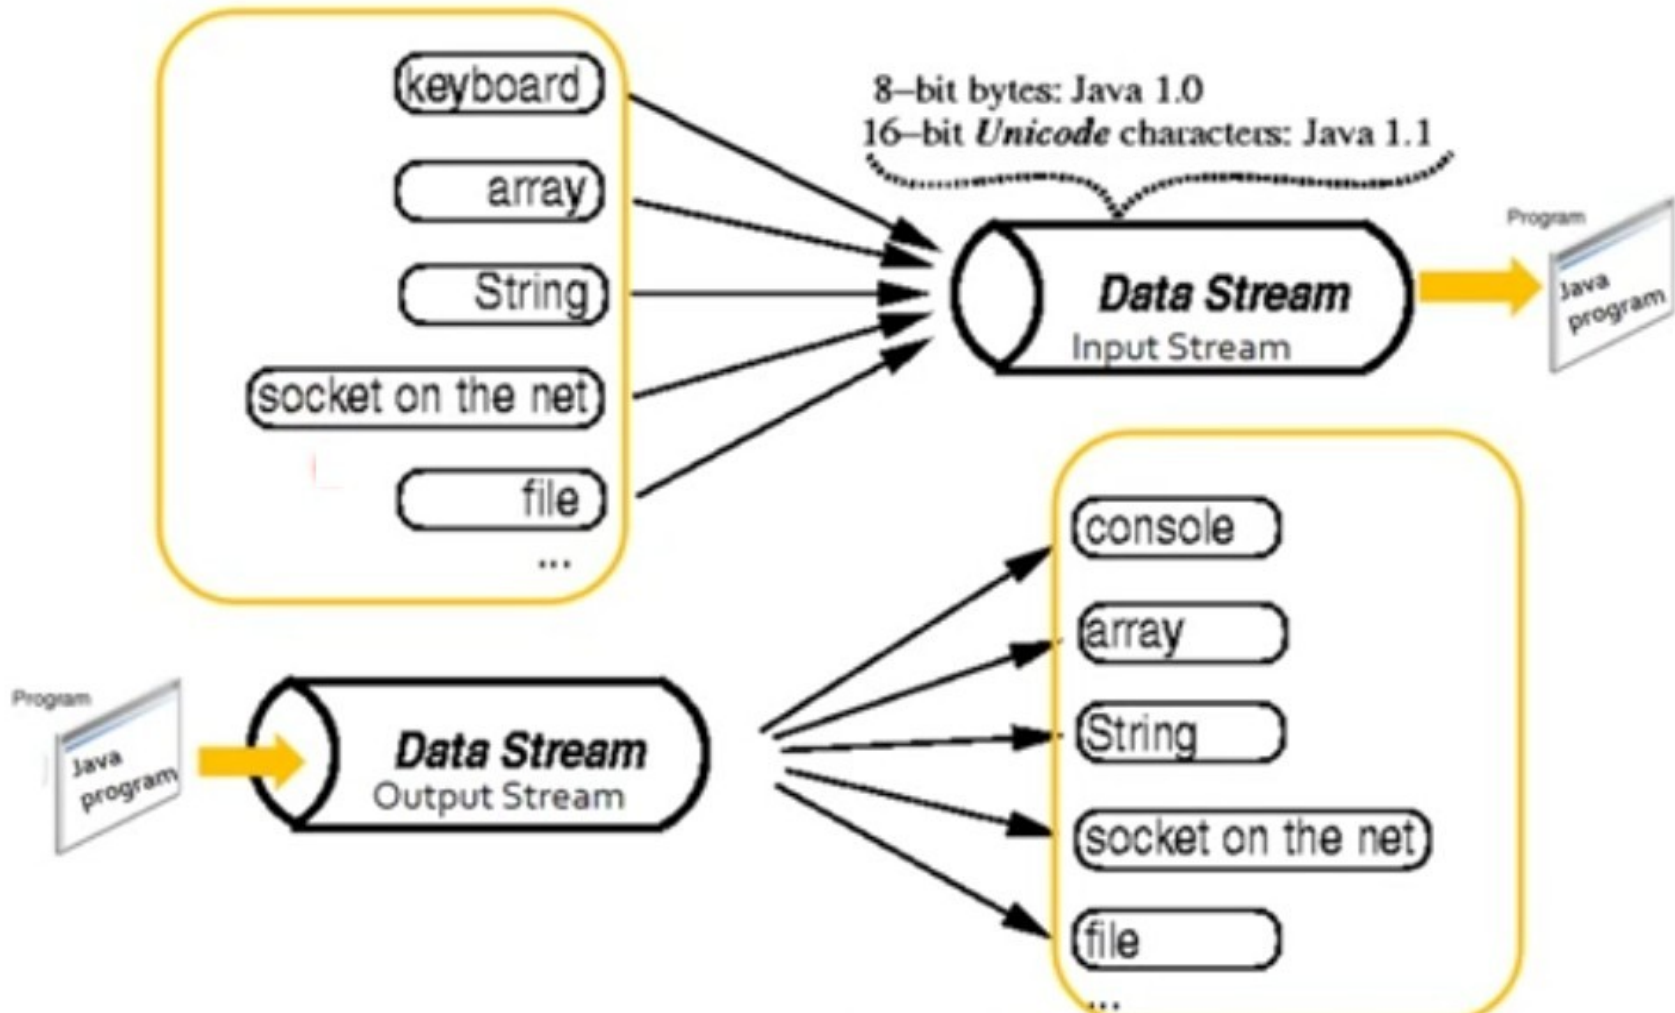 keyboard
array
String
socket on the net
file
...
8–bit bytes: Java 1.0
16–bit Unicode characters: Java 1.1
Data Stream
Input Stream
Program
Java
program
Program
Java
program
Data Stream
Output Stream
console
array
String
socket on the net
file
...